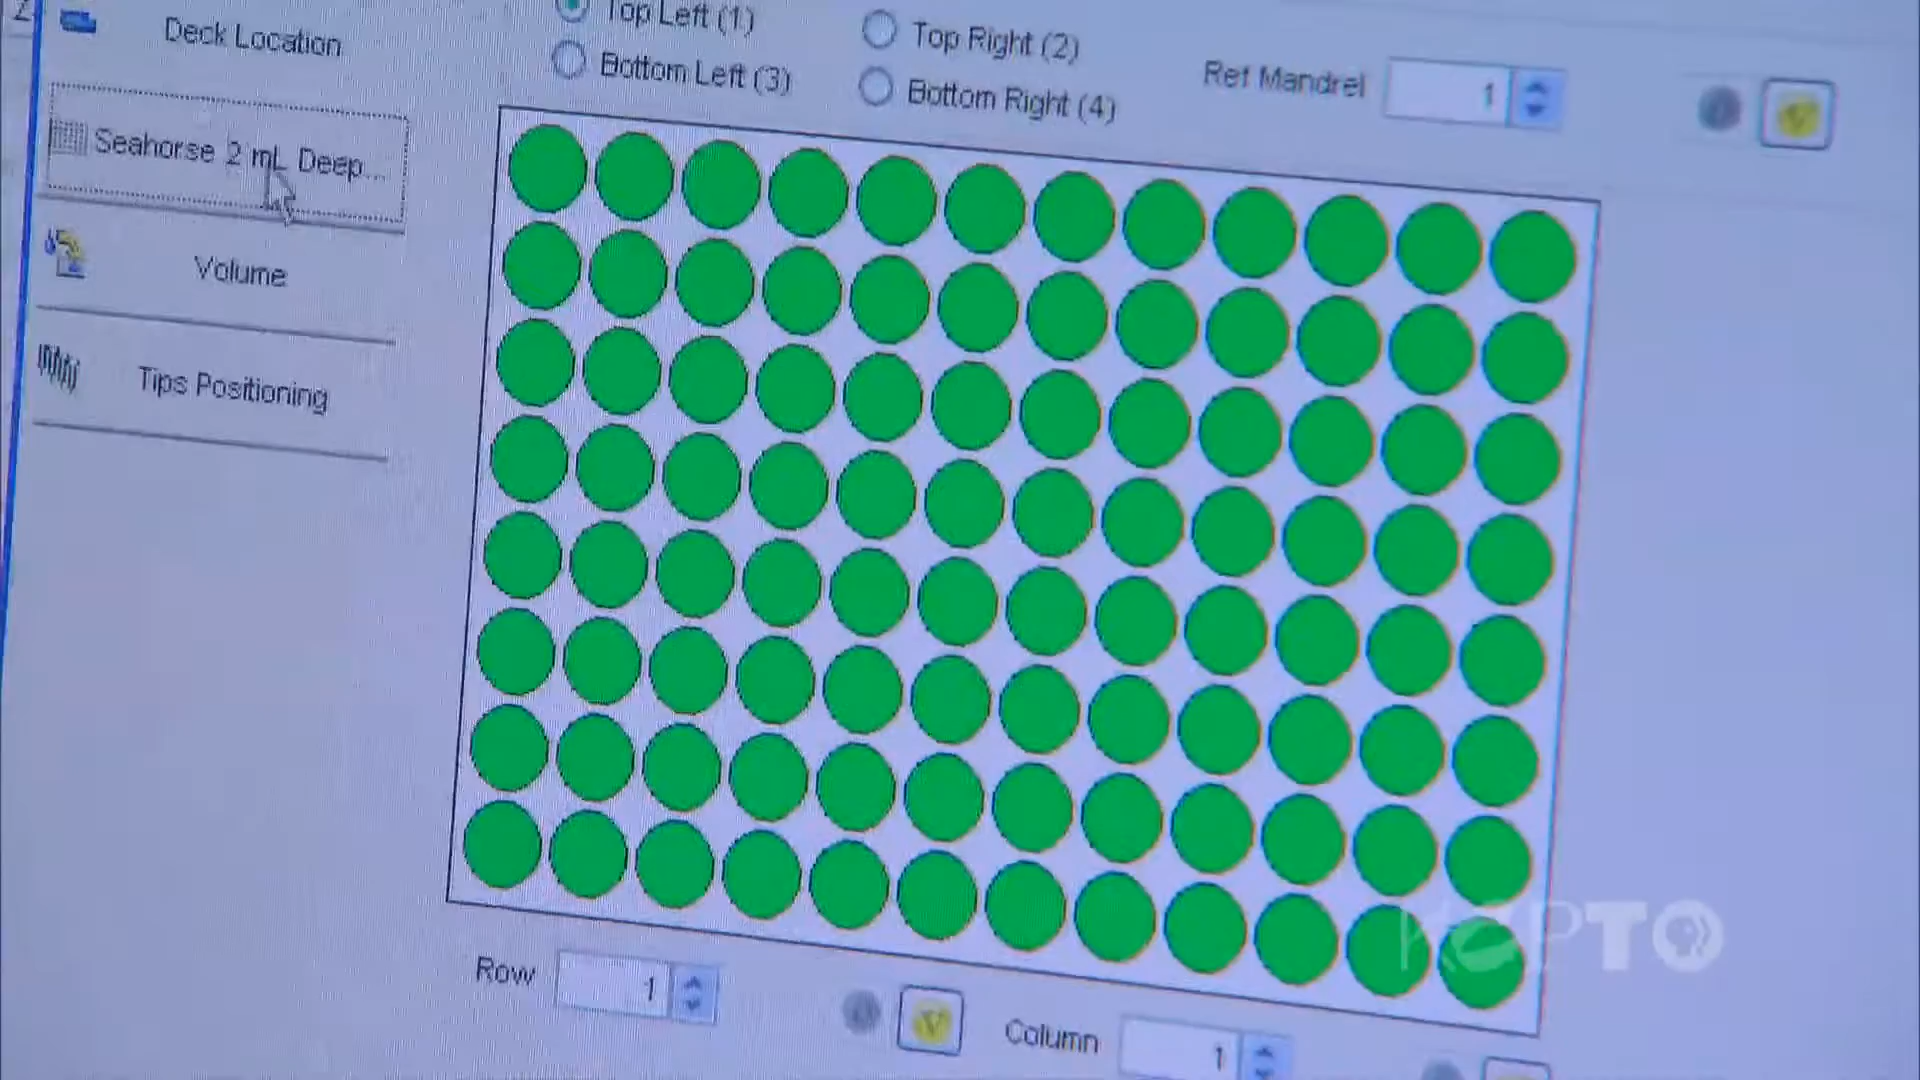 Deck Location
Seahorse 2 mL Deep...
Volume
Tips Positioning
Top Left (1)
Top Right (2)
Bottom Left (3)
Bottom Right (4)
Ref Mandrel
1
V
Row
1
V
Column
1